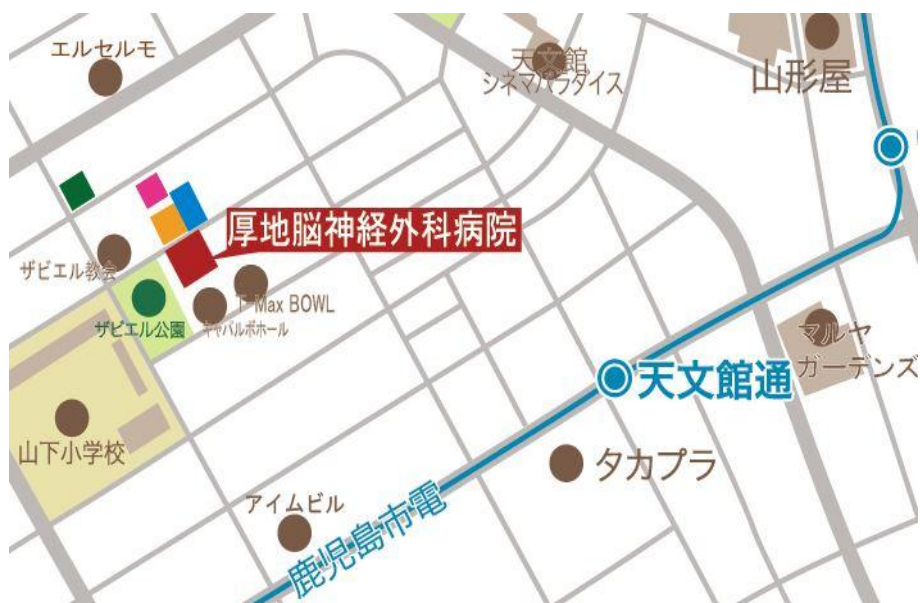 エルセルモ
天文館
シネマパラダイス
山形屋
厚地脳神経外科病院
ザビエル教会
T-Max BOWL
ザビエル公園
キャパルボホール
マルヤ
ガーデンズ
天文館通
山下小学校
タカプラ
アイムビル
鹿児島市電